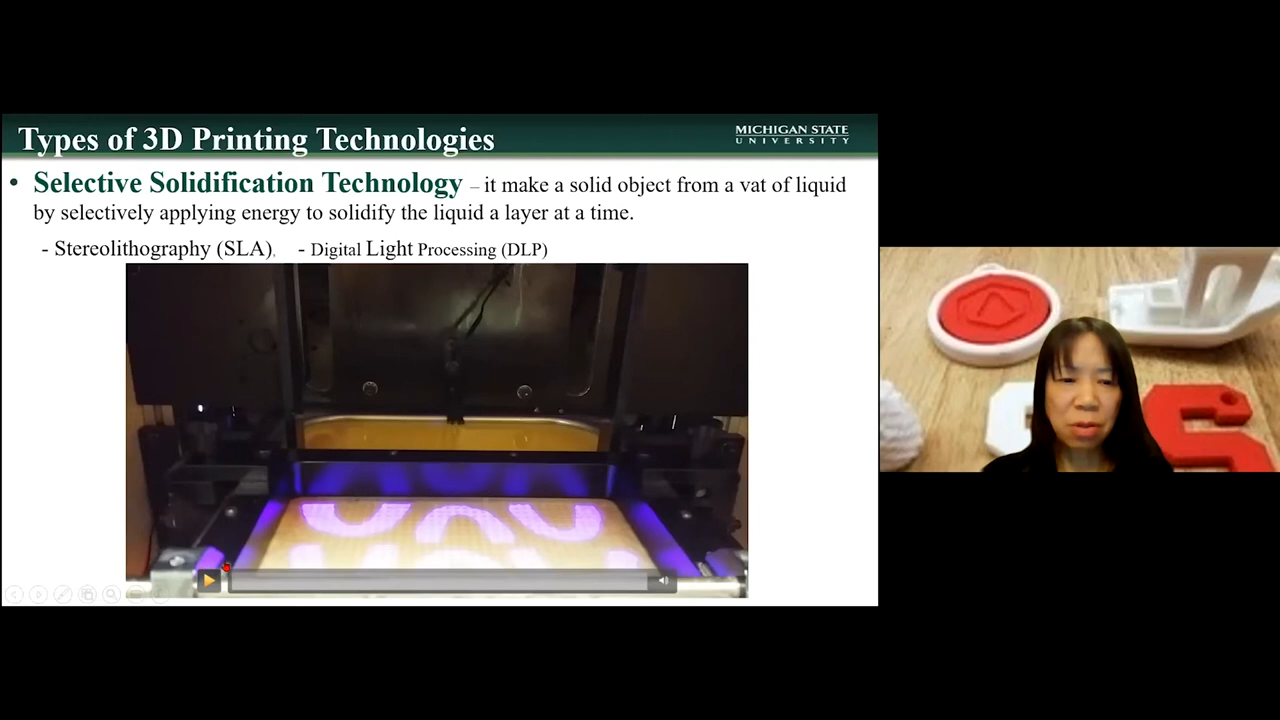 Types of 3D Printing Technologies
MICHIGAN STATE
UNIVERSITY
• Selective Solidification Technology – it make a solid object from a vat of liquid
by selectively applying energy to solidify the liquid a layer at a time.
- Stereolithography (SLA), - Digital Light Processing (DLP)